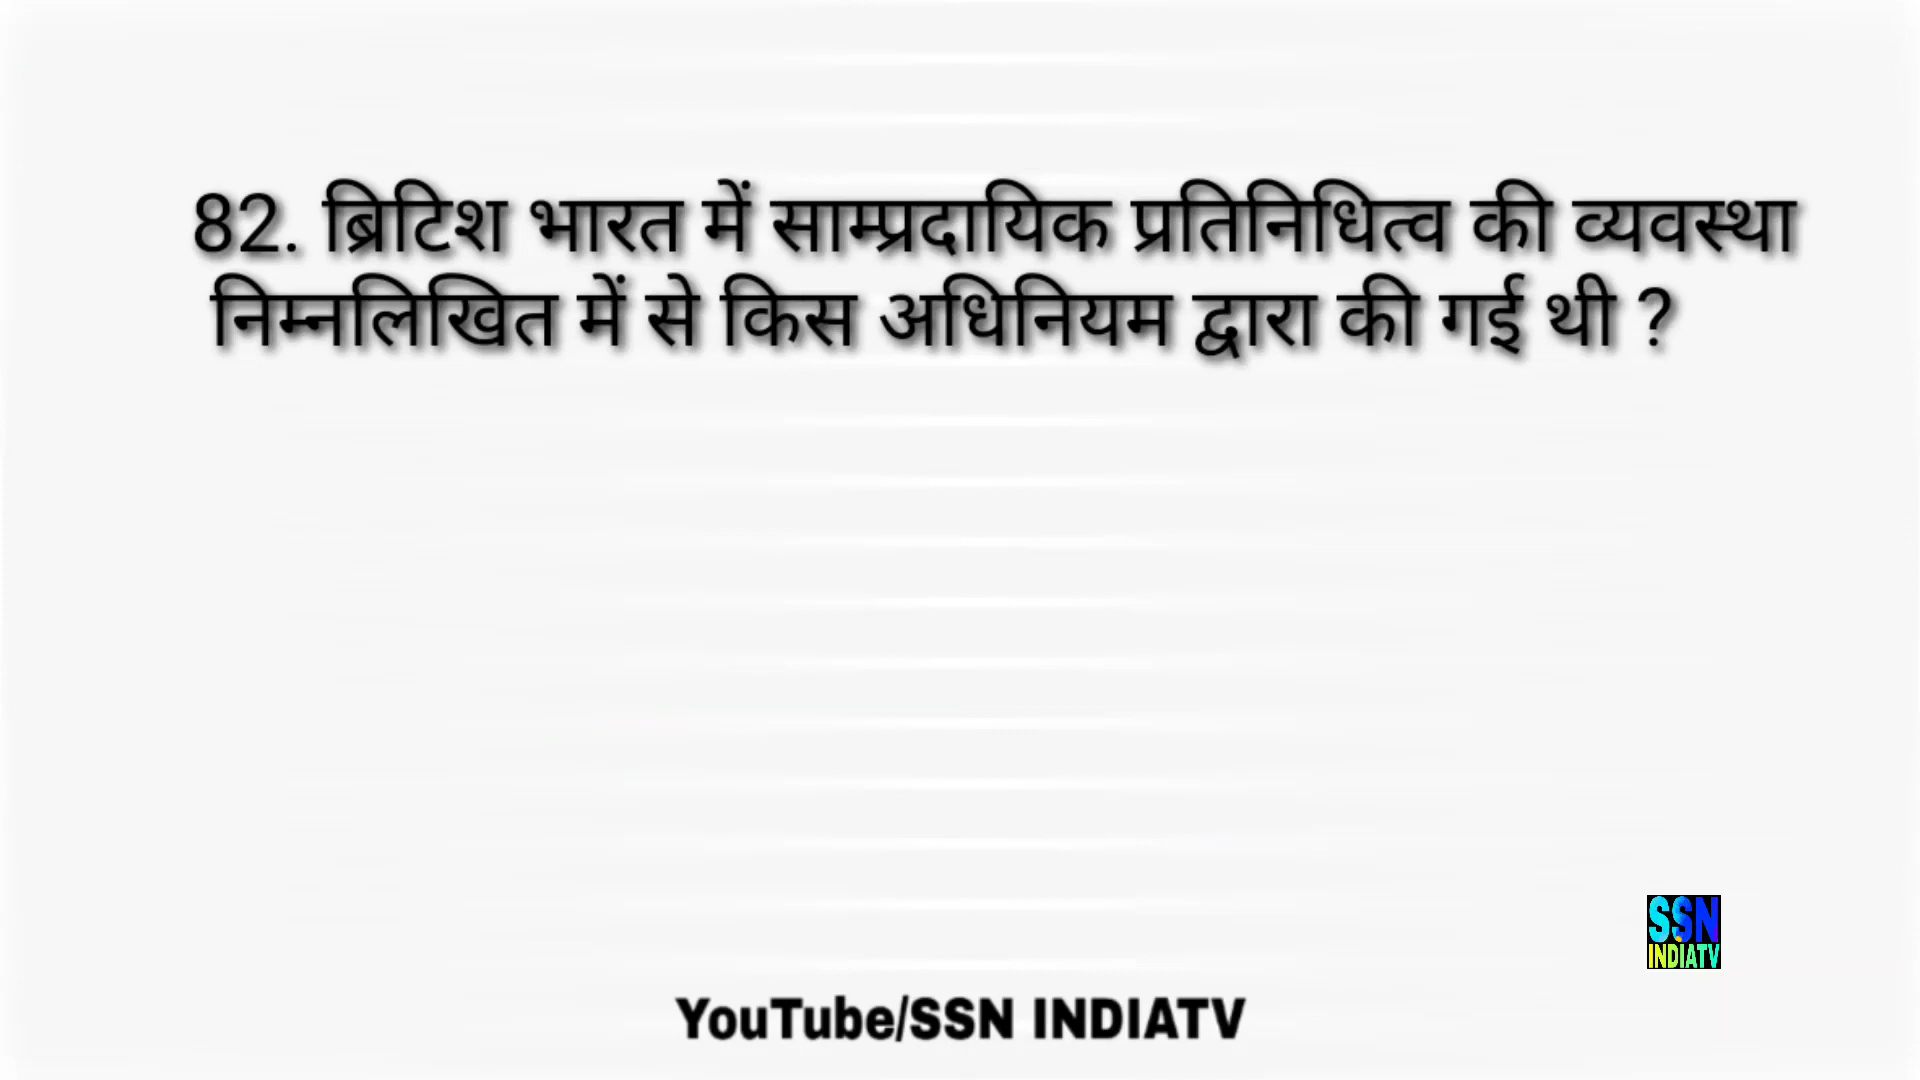 82. ब्रिटिश भारत में साम्प्रदायिक प्रतिनिधित्व की व्यवस्था
निम्नलिखित में से किस अधिनियम द्वारा की गई थी ?
SSN
INDIATV
YouTube/SSN INDIATV